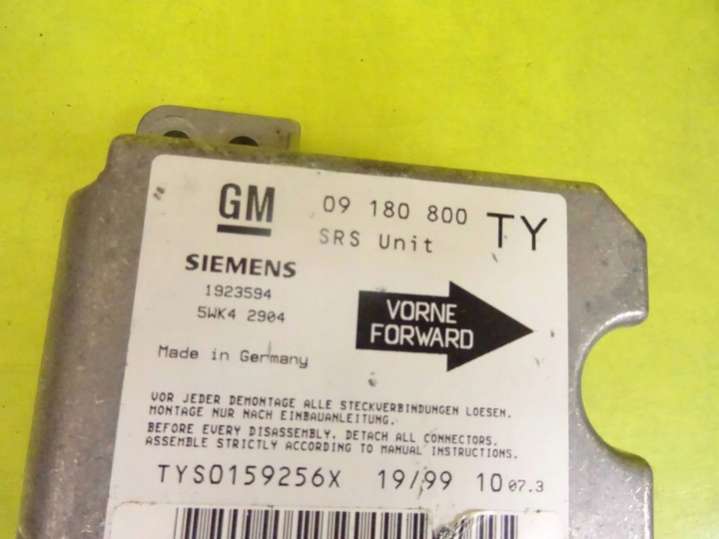 GM 09 180 800 TY
SRS Unit
SIEMENS
1923594
5WK4 2904
VORNE
FORWARD
Made in Germany
VOR JEDER DEMONTAGE ALLE STECKVERBINDUNGEN LOESEN.
MONTAGE NUR NACH EINBAUANLEITUNG.
BEFORE EVERY DISASSEMBLY, DETACH ALL CONNECTORS.
ASSEMBLE STRICTLY ACCORDING TO MANUAL INSTRUCTIONS.
TYS0159256X 19/99 10 07.3